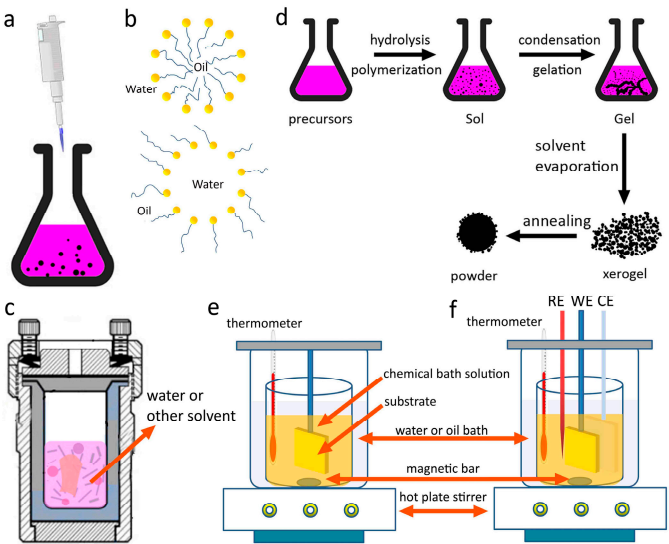 a
b
Oil
Water
Water
Oil
d
hydrolysis
polymerization
condensation
gelation
precursors
Sol
Gel
solvent
evaporation
annealing
powder
xerogel
c
water or
other solvent
e
thermometer
chemical bath solution
substrate
water or oil bath
magnetic bar
hot plate stirrer
f
RE WE CE
thermometer